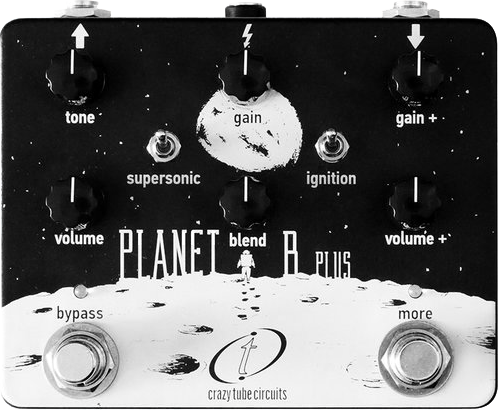 tone
gain
gain +
supersonic
ignition
volume
blend
volume +
PLANET B PLUS
bypass
more
crazy tube circuits